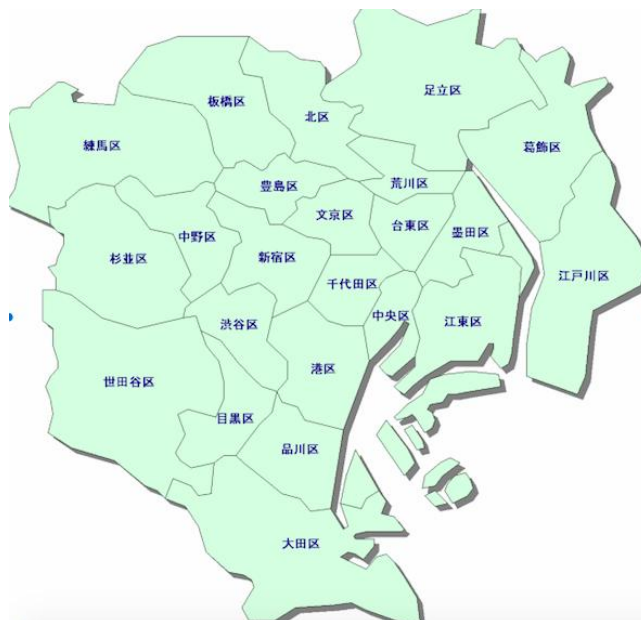 足立区
板橋区
北区
練馬区
葛飾区
豊島区
荒川区
文京区
台東区
墨田区
中野区
新宿区
杉並区
江戸川区
千代田区
中央区
江東区
渋谷区
港区
世田谷区
目黒区
品川区
大田区